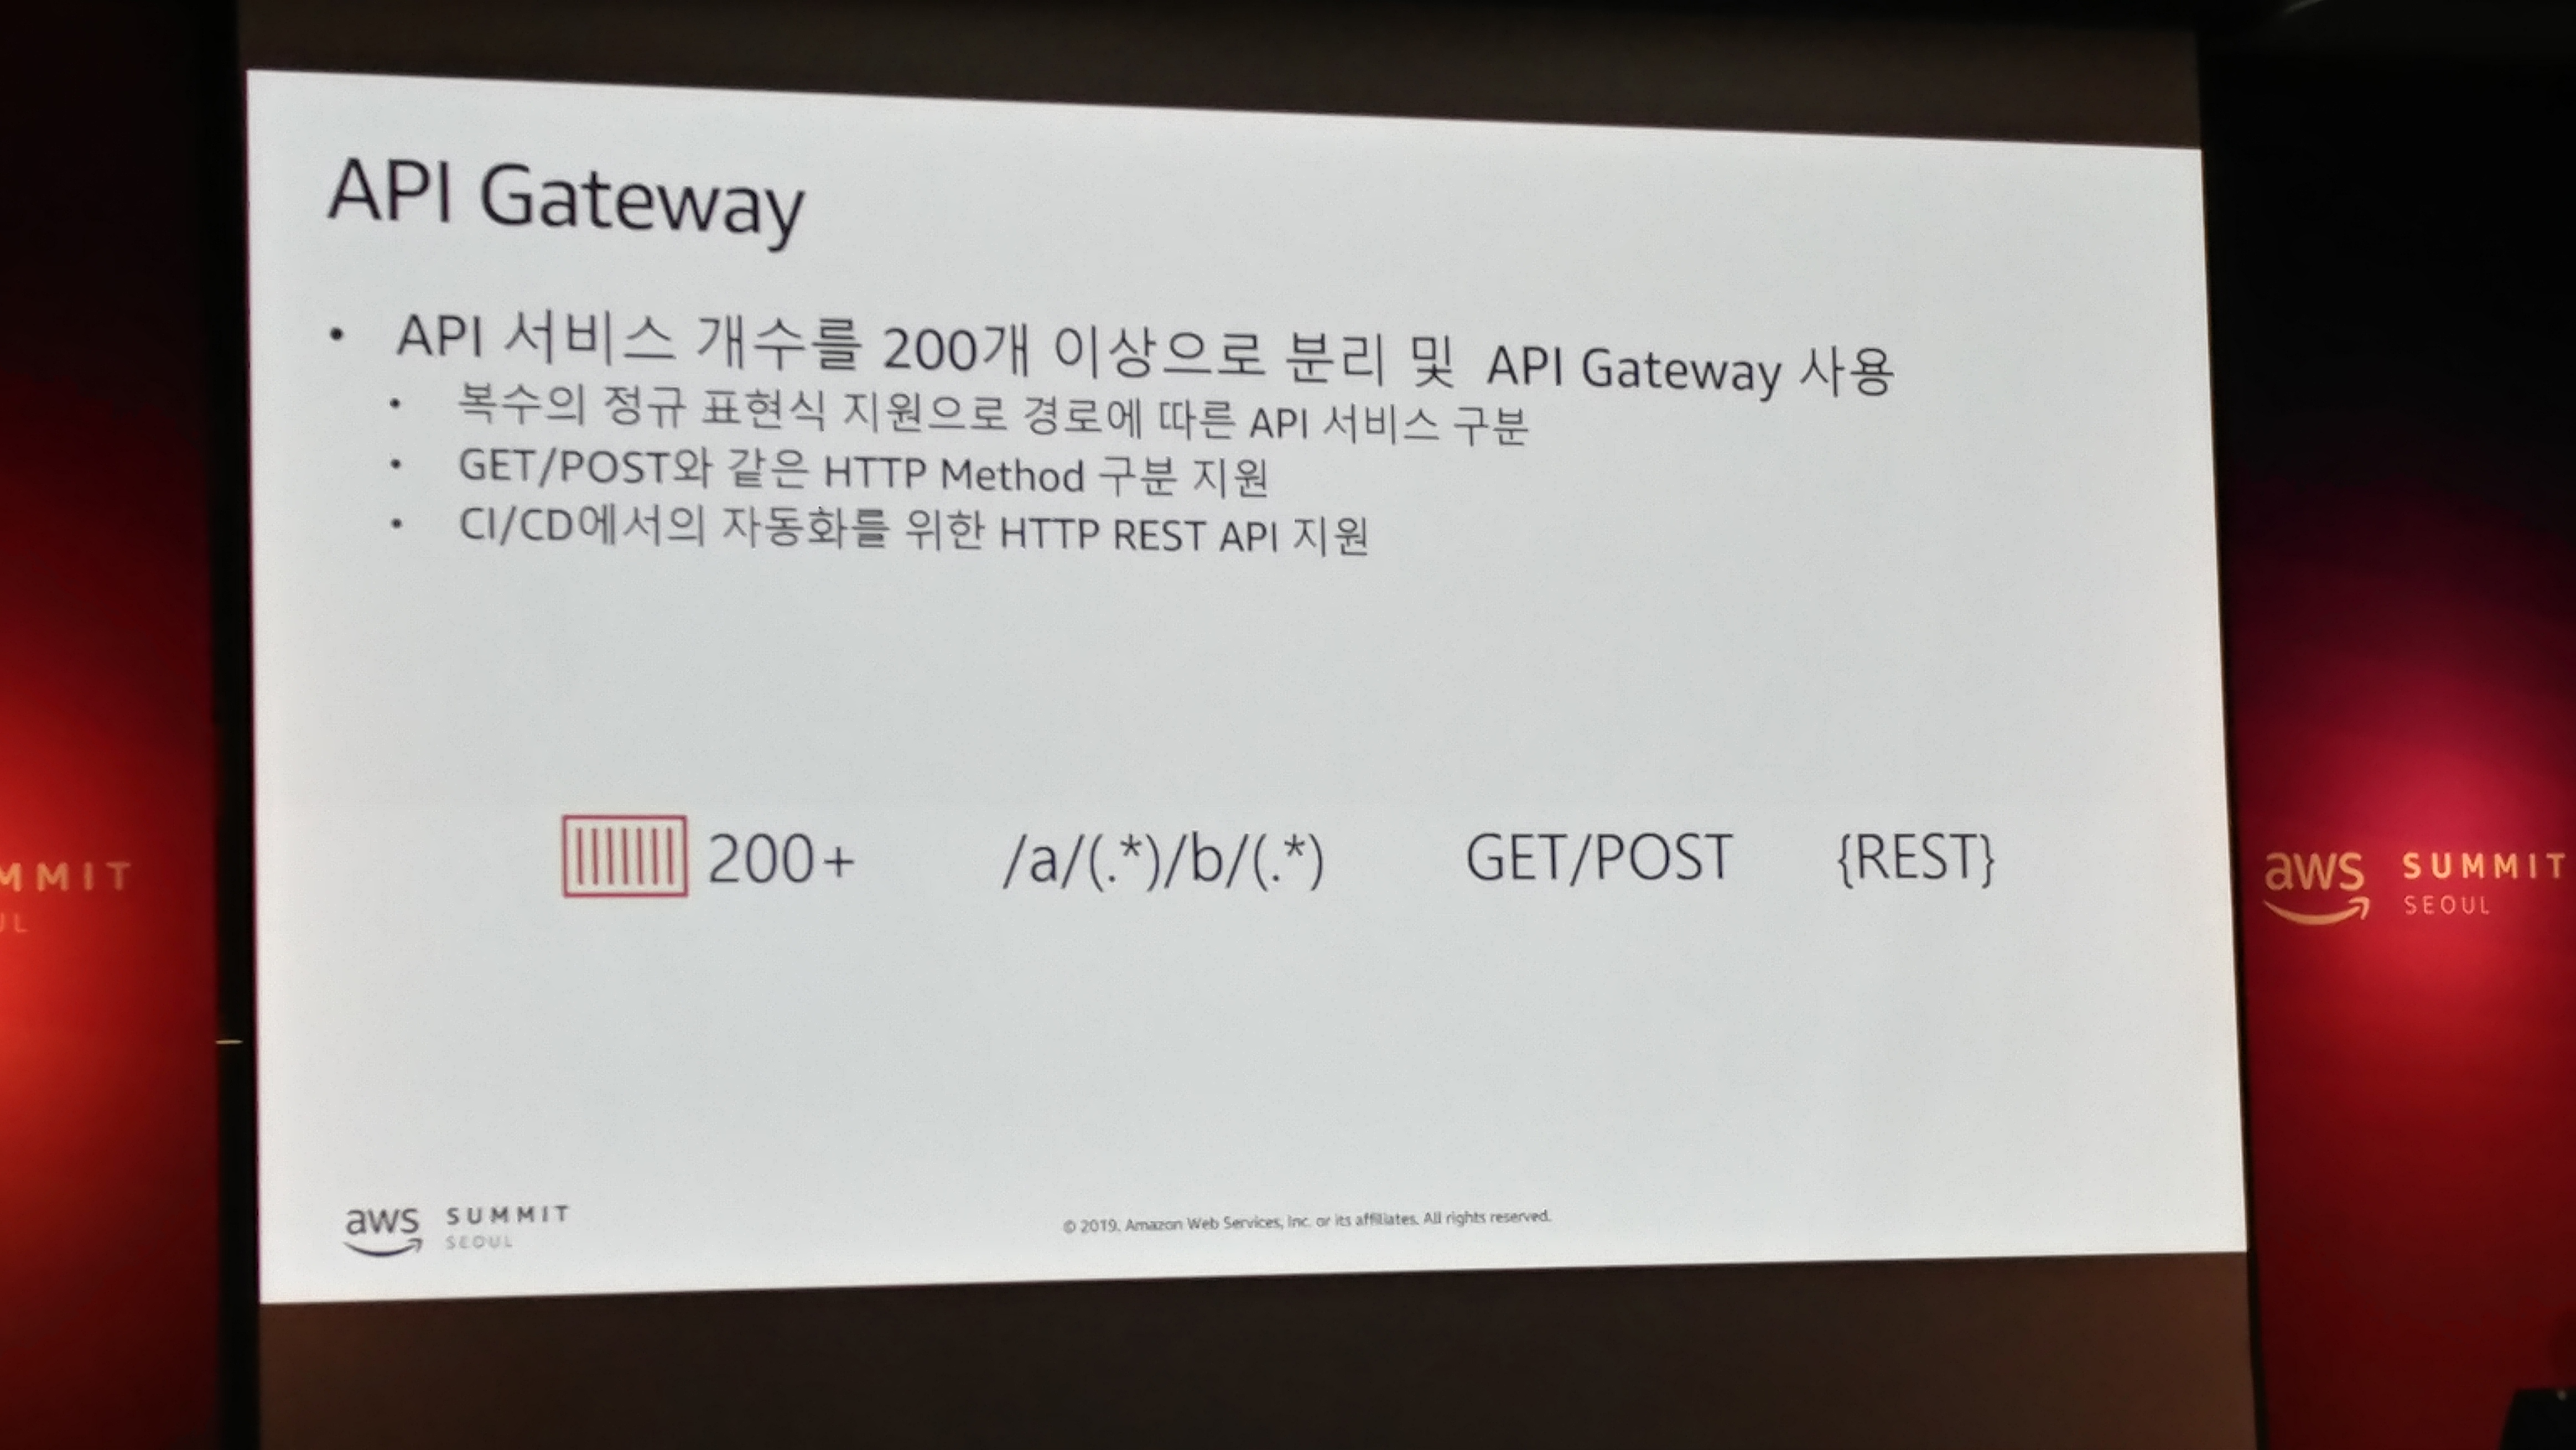 API Gateway
• API 서비스 개수를 200개 이상으로 분리 및 API Gateway 사용
• 복수의 정규 표현식 지원으로 경로에 따른 API 서비스 구분
• GET/POST와 같은 HTTP Method 구분 지원
• CI/CD에서의 자동화를 위한 HTTP REST API 지원
200+ /a/(.*)/b/(.*) GET/POST {REST}
aws SUMMIT
SEOUL
© 2019, Amazon Web Services, Inc. or its affiliates. All rights reserved.
MMIT
UL
aws SUMMIT
SEOUL